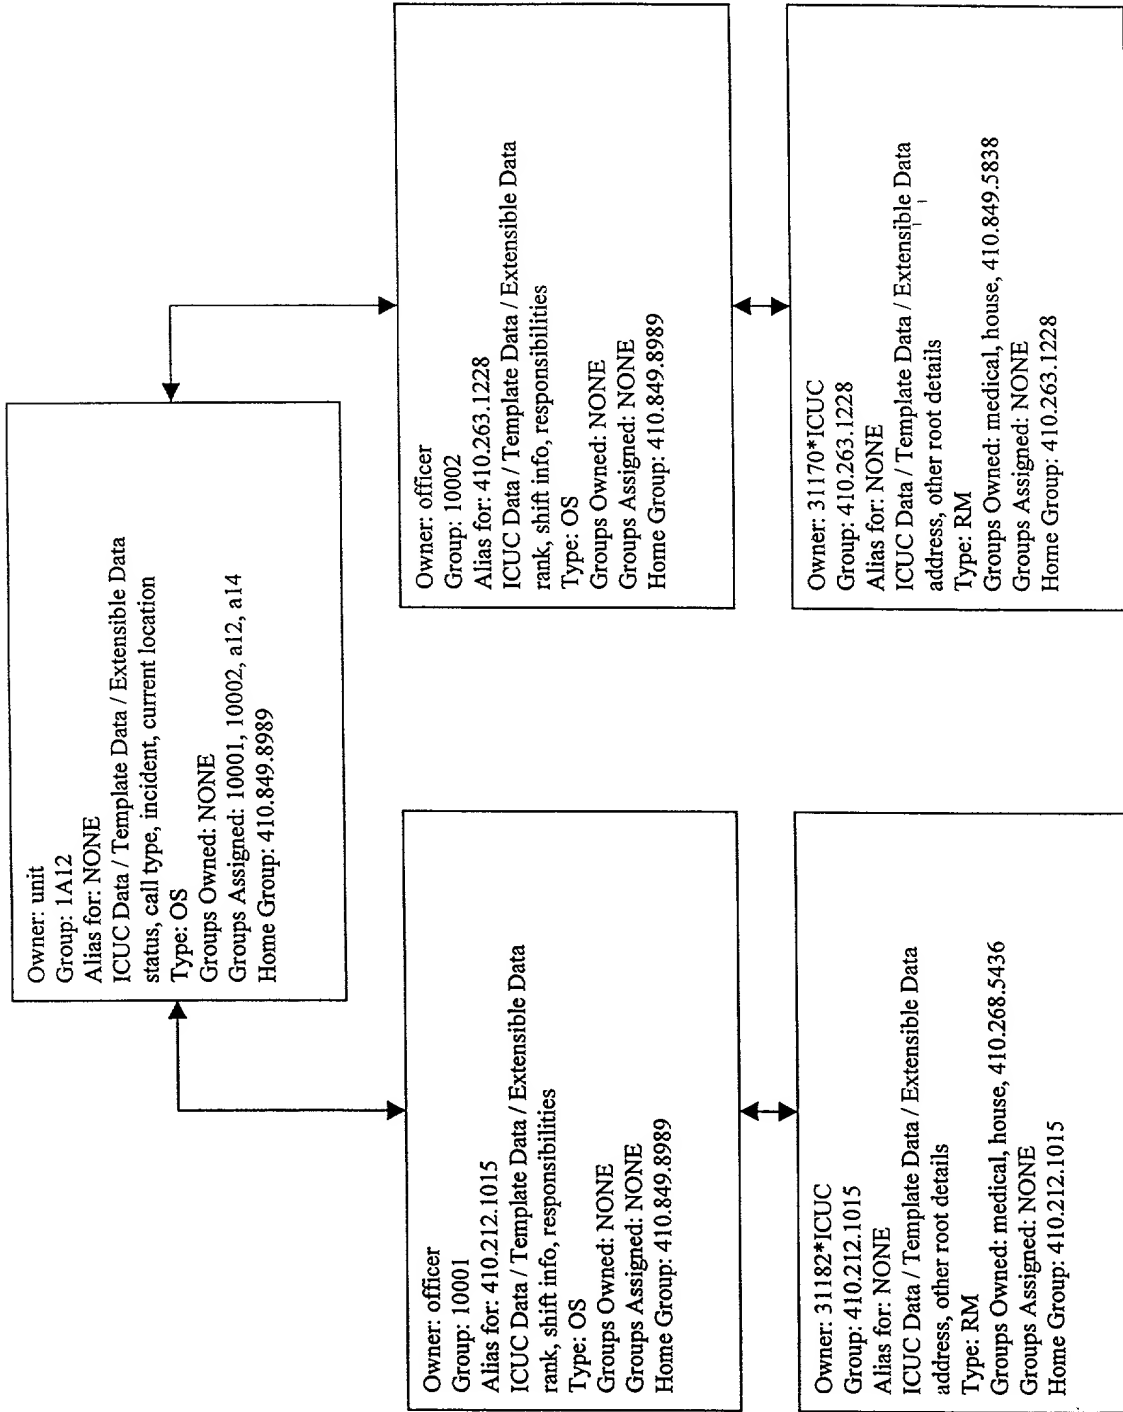 Owner: unit
Group: 1A12
Alias for: NONE
ICUC Data / Template Data / Extensible Data
status, call type, incident, current location
Type: OS
Groups Owned: NONE
Groups Assigned: 10001, 10002, a12, a14
Home Group: 410.849.8989
Owner: officer
Group: 10001
Alias for: 410.212.1015
ICUC Data / Template Data / Extensible Data
rank, shift info, responsibilities
Type: OS
Groups Owned: NONE
Groups Assigned: NONE
Home Group: 410.849.8989
Owner: officer
Group: 10002
Alias for: 410.263.1228
ICUC Data / Template Data / Extensible Data
rank, shift info, responsibilities
Type: OS
Groups Owned: NONE
Groups Assigned: NONE
Home Group: 410.849.8989
Owner: 31182*ICUC
Group: 410.212.1015
Alias for: NONE
ICUC Data / Template Data / Extensible Data
address, other root details
Type: RM
Groups Owned: medical, house, 410.268.5436
Groups Assigned: NONE
Home Group: 410.212.1015
Owner: 31170*ICUC
Group: 410.263.1228
Alias for: NONE
ICUC Data / Template Data / Extensible Data
address, other root details
Type: RM
Groups Owned: medical, house, 410.849.5838
Groups Assigned: NONE
Home Group: 410.263.1228